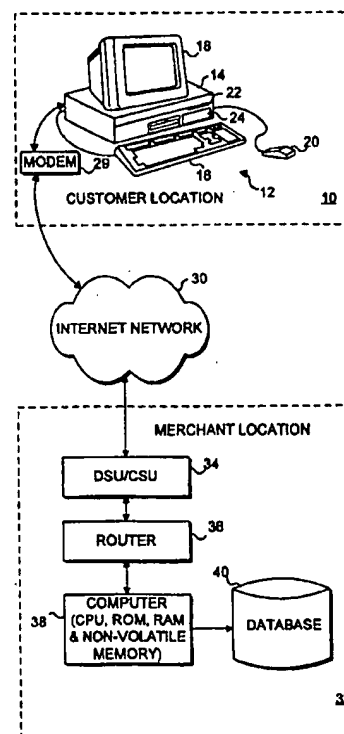 18
14
22
24
20
MODEM
29
18
CUSTOMER LOCATION
12
10
30
INTERNET NETWORK
MERCHANT LOCATION
DSU/CSU
34
ROUTER
36
40
COMPUTER
(CPU, ROM, RAM
& NON-VOLATILE
MEMORY)
38
DATABASE